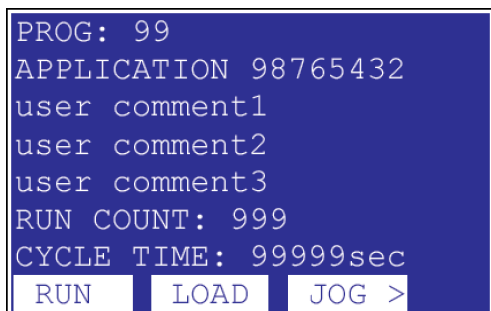 PROG: 99
APPLICATION 98765432
user comment1
user comment2
user comment3
RUN COUNT: 999
CYCLE TIME: 99999sec
RUN LOAD JOG >